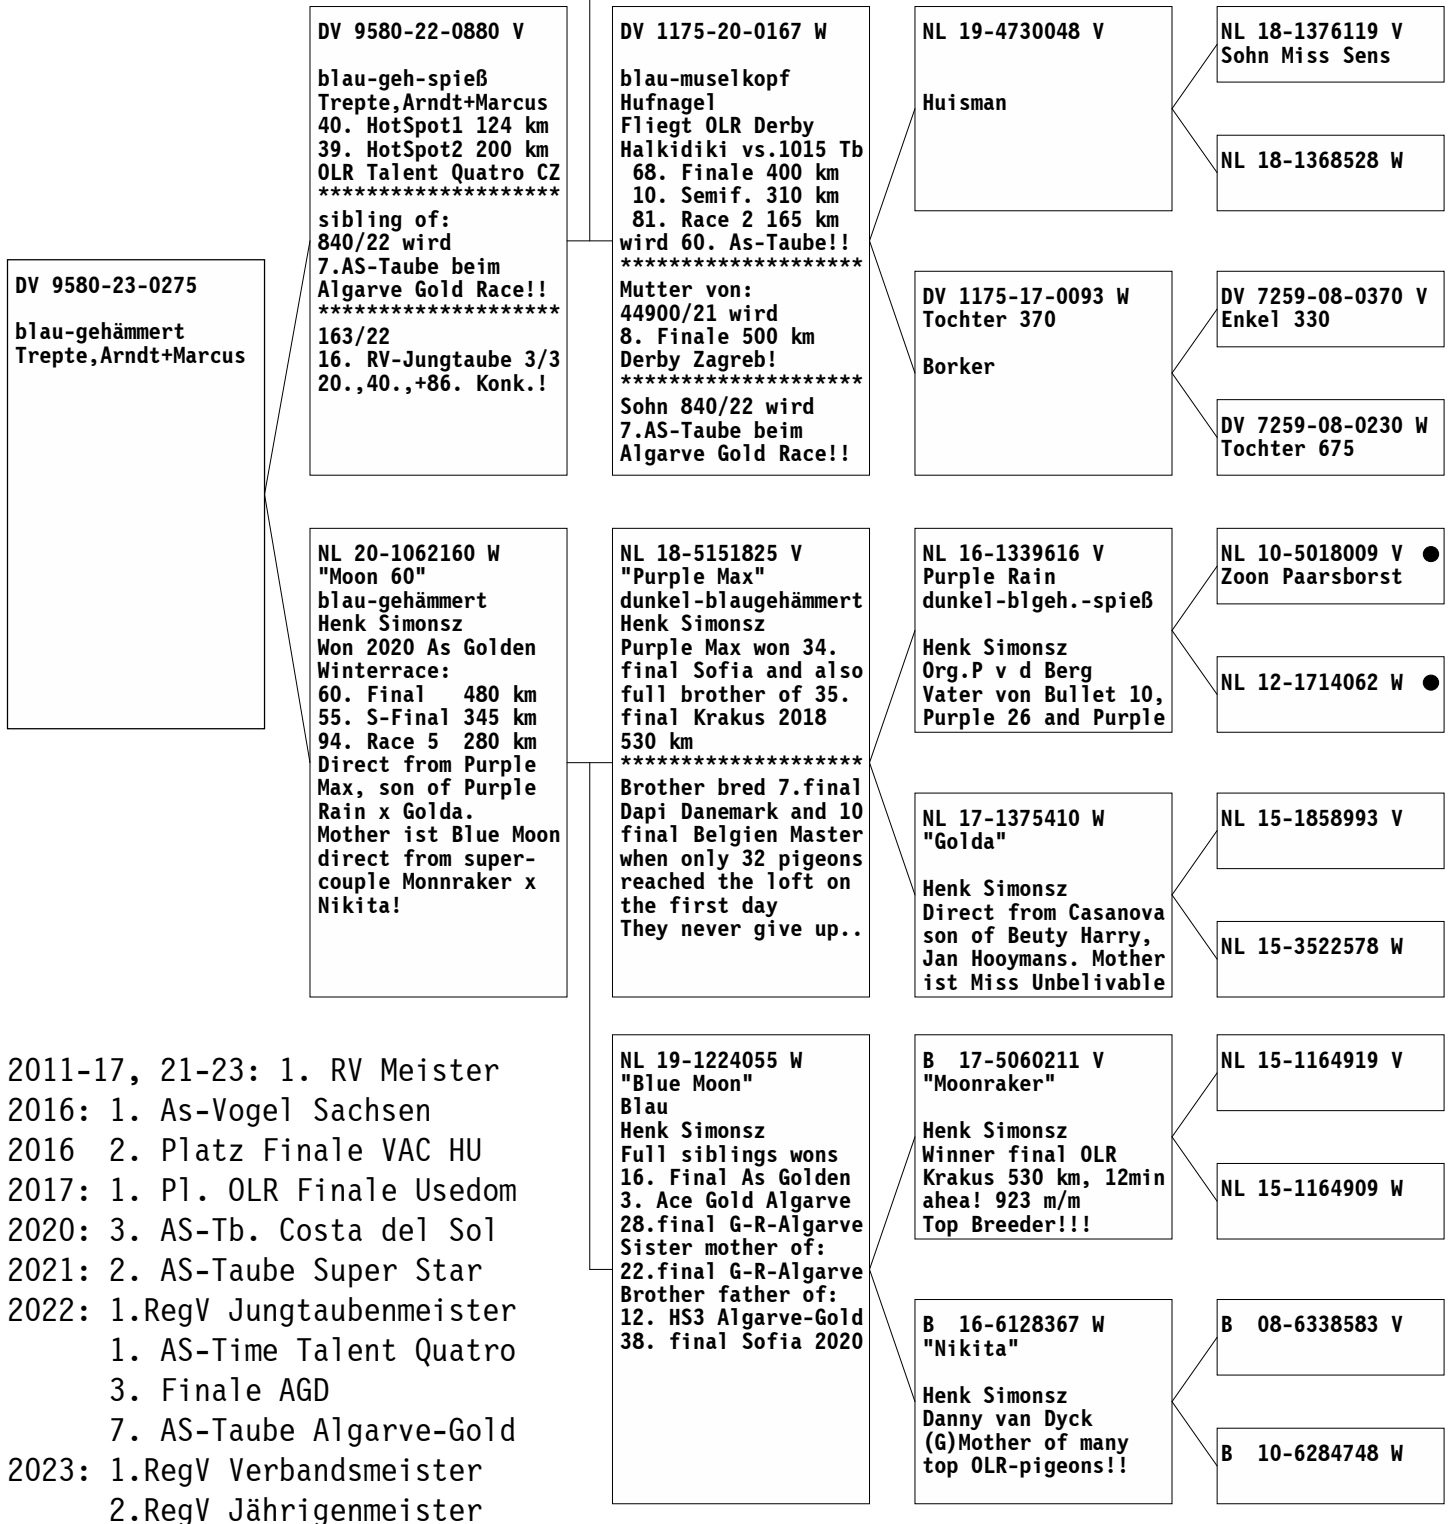 DV 9580-23-0275
blau-gehämmert
Trepte,Arndt+Marcus
DV 9580-22-0880 V
blau-geh-spieß
Trepte,Arndt+Marcus
40. HotSpot1 124 km
39. HotSpot2 200 km
OLR Talent Quatro CZ
********************
sibling of:
840/22 wird
7.AS-Taube beim
Algarve Gold Race!!
********************
163/22
16. RV-Jungtaube 3/3
20.,40.,+86. Konk.!
NL 20-1062160 W
"Moon 60"
blau-gehämmert
Henk Simonsz
Won 2020 As Golden
Winterrace:
60. Final   480 km
55. S-Final 345 km
94. Race 5  280 km
Direct from Purple
Max, son of Purple
Rain x Golda.
Mother ist Blue Moon
direct from super-
couple Monnraker x
Nikita!
DV 1175-20-0167 W
blau-muselkopf
Hufnagel
Fliegt OLR Derby
Halkidiki vs.1015 Tb
68. Finale 400 km
10. Semif. 310 km
81. Race 2 165 km
wird 60. As-Taube!!
********************
Mutter von:
44900/21 wird
8. Finale 500 km
Derby Zagreb!
********************
Sohn 840/22 wird
7.AS-Taube beim
Algarve Gold Race!!
NL 18-5151825 V
"Purple Max"
dunkel-blaugehämmert
Henk Simonsz
Purple Max won 34.
final Sofia and also
full brother of 35.
final Krakus 2018
530 km
********************
Brother bred 7.final
Dapi Danemark and 10
final Belgien Master
when only 32 pigeons
reached the loft on
the first day
They never give up..
NL 19-1224055 W
"Blue Moon"
Blau
Henk Simonsz
Full siblings wons
16. Final As Golden
3. Ace Gold Algarve
28.final G-R-Algarve
Sister mother of:
22.final G-R-Algarve
Brother father of:
12. HS3 Algarve-Gold
38. final Sofia 2020
NL 19-4730048 V
Huisman
DV 1175-17-0093 W
Tochter 370
Borker
NL 16-1339616 V
Purple Rain
dunkel-blgeh.-spieß
Henk Simonsz
Org.P v d Berg
Vater von Bullet 10,
Purple 26 and Purple
NL 17-1375410 W
"Golda"
Henk Simonsz
Direct from Casanova
son of Beuty Harry,
Jan Hooymans. Mother
ist Miss Unbelivable
B  17-5060211 V
"Moonraker"
Henk Simonsz
Winner final OLR
Krakus 530 km, 12min
ahea! 923 m/m
Top Breeder!!!
B  16-6128367 W
"Nikita"
Henk Simonsz
Danny van Dyck
(G)Mother of many
top OLR-pigeons!!
NL 18-1376119 V
Sohn Miss Sens
NL 18-1368528 W
DV 7259-08-0370 V
Enkel 330
DV 7259-08-0230 W
Tochter 675
NL 10-5018009 V ●
Zoon Paarsborst
NL 12-1714062 W ●
NL 15-1858993 V
NL 15-3522578 W
NL 15-1164919 V
NL 15-1164909 W
B  08-6338583 V
B  10-6284748 W
2011-17, 21-23: 1. RV Meister
2016: 1. As-Vogel Sachsen
2016  2. Platz Finale VAC HU
2017: 1. Pl. OLR Finale Usedom
2020: 3. AS-Tb. Costa del Sol
2021: 2. AS-Taube Super Star
2022: 1.RegV Jungtaubenmeister
1. AS-Time Talent Quatro
3. Finale AGD
7. AS-Taube Algarve-Gold
2023: 1.RegV Verbandsmeister
2.RegV Jährigenmeister